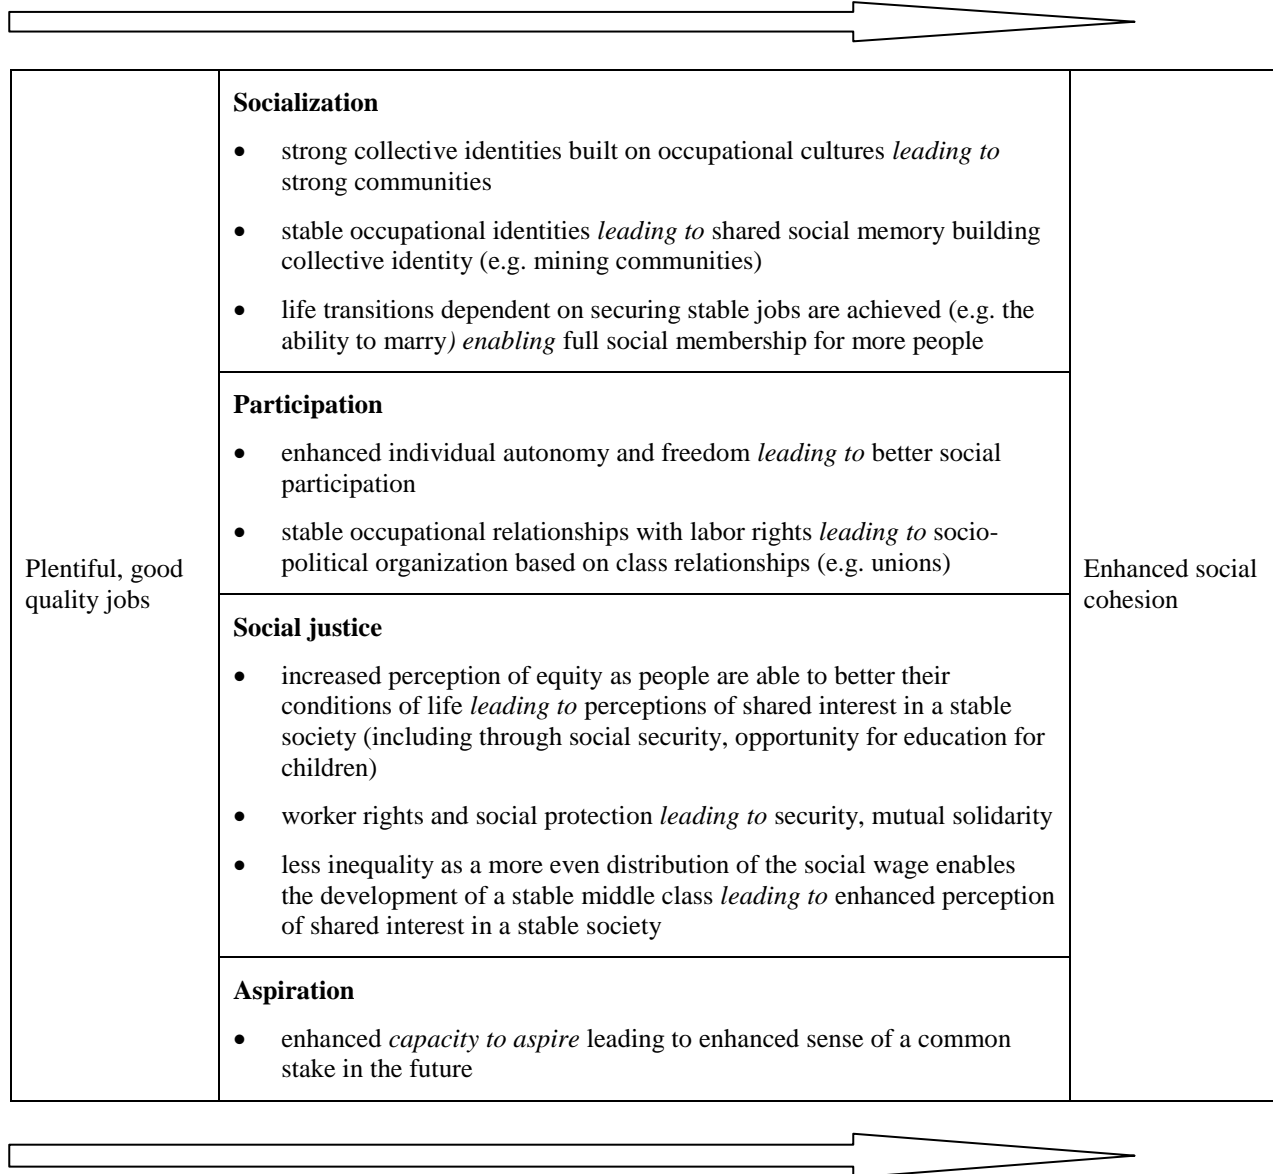 Socialization
• strong collective identities built on occupational cultures leading to
strong communities
• stable occupational identities leading to shared social memory building
collective identity (e.g. mining communities)
• life transitions dependent on securing stable jobs are achieved (e.g. the
ability to marry) enabling full social membership for more people
Participation
• enhanced individual autonomy and freedom leading to better social
participation
• stable occupational relationships with labor rights leading to socio-
political organization based on class relationships (e.g. unions)
Plentiful, good
quality jobs
Enhanced social
cohesion
Social justice
• increased perception of equity as people are able to better their
conditions of life leading to perceptions of shared interest in a stable
society (including through social security, opportunity for education for
children)
• worker rights and social protection leading to security, mutual solidarity
• less inequality as a more even distribution of the social wage enables
the development of a stable middle class leading to enhanced perception
of shared interest in a stable society
Aspiration
• enhanced capacity to aspire leading to enhanced sense of a common
stake in the future